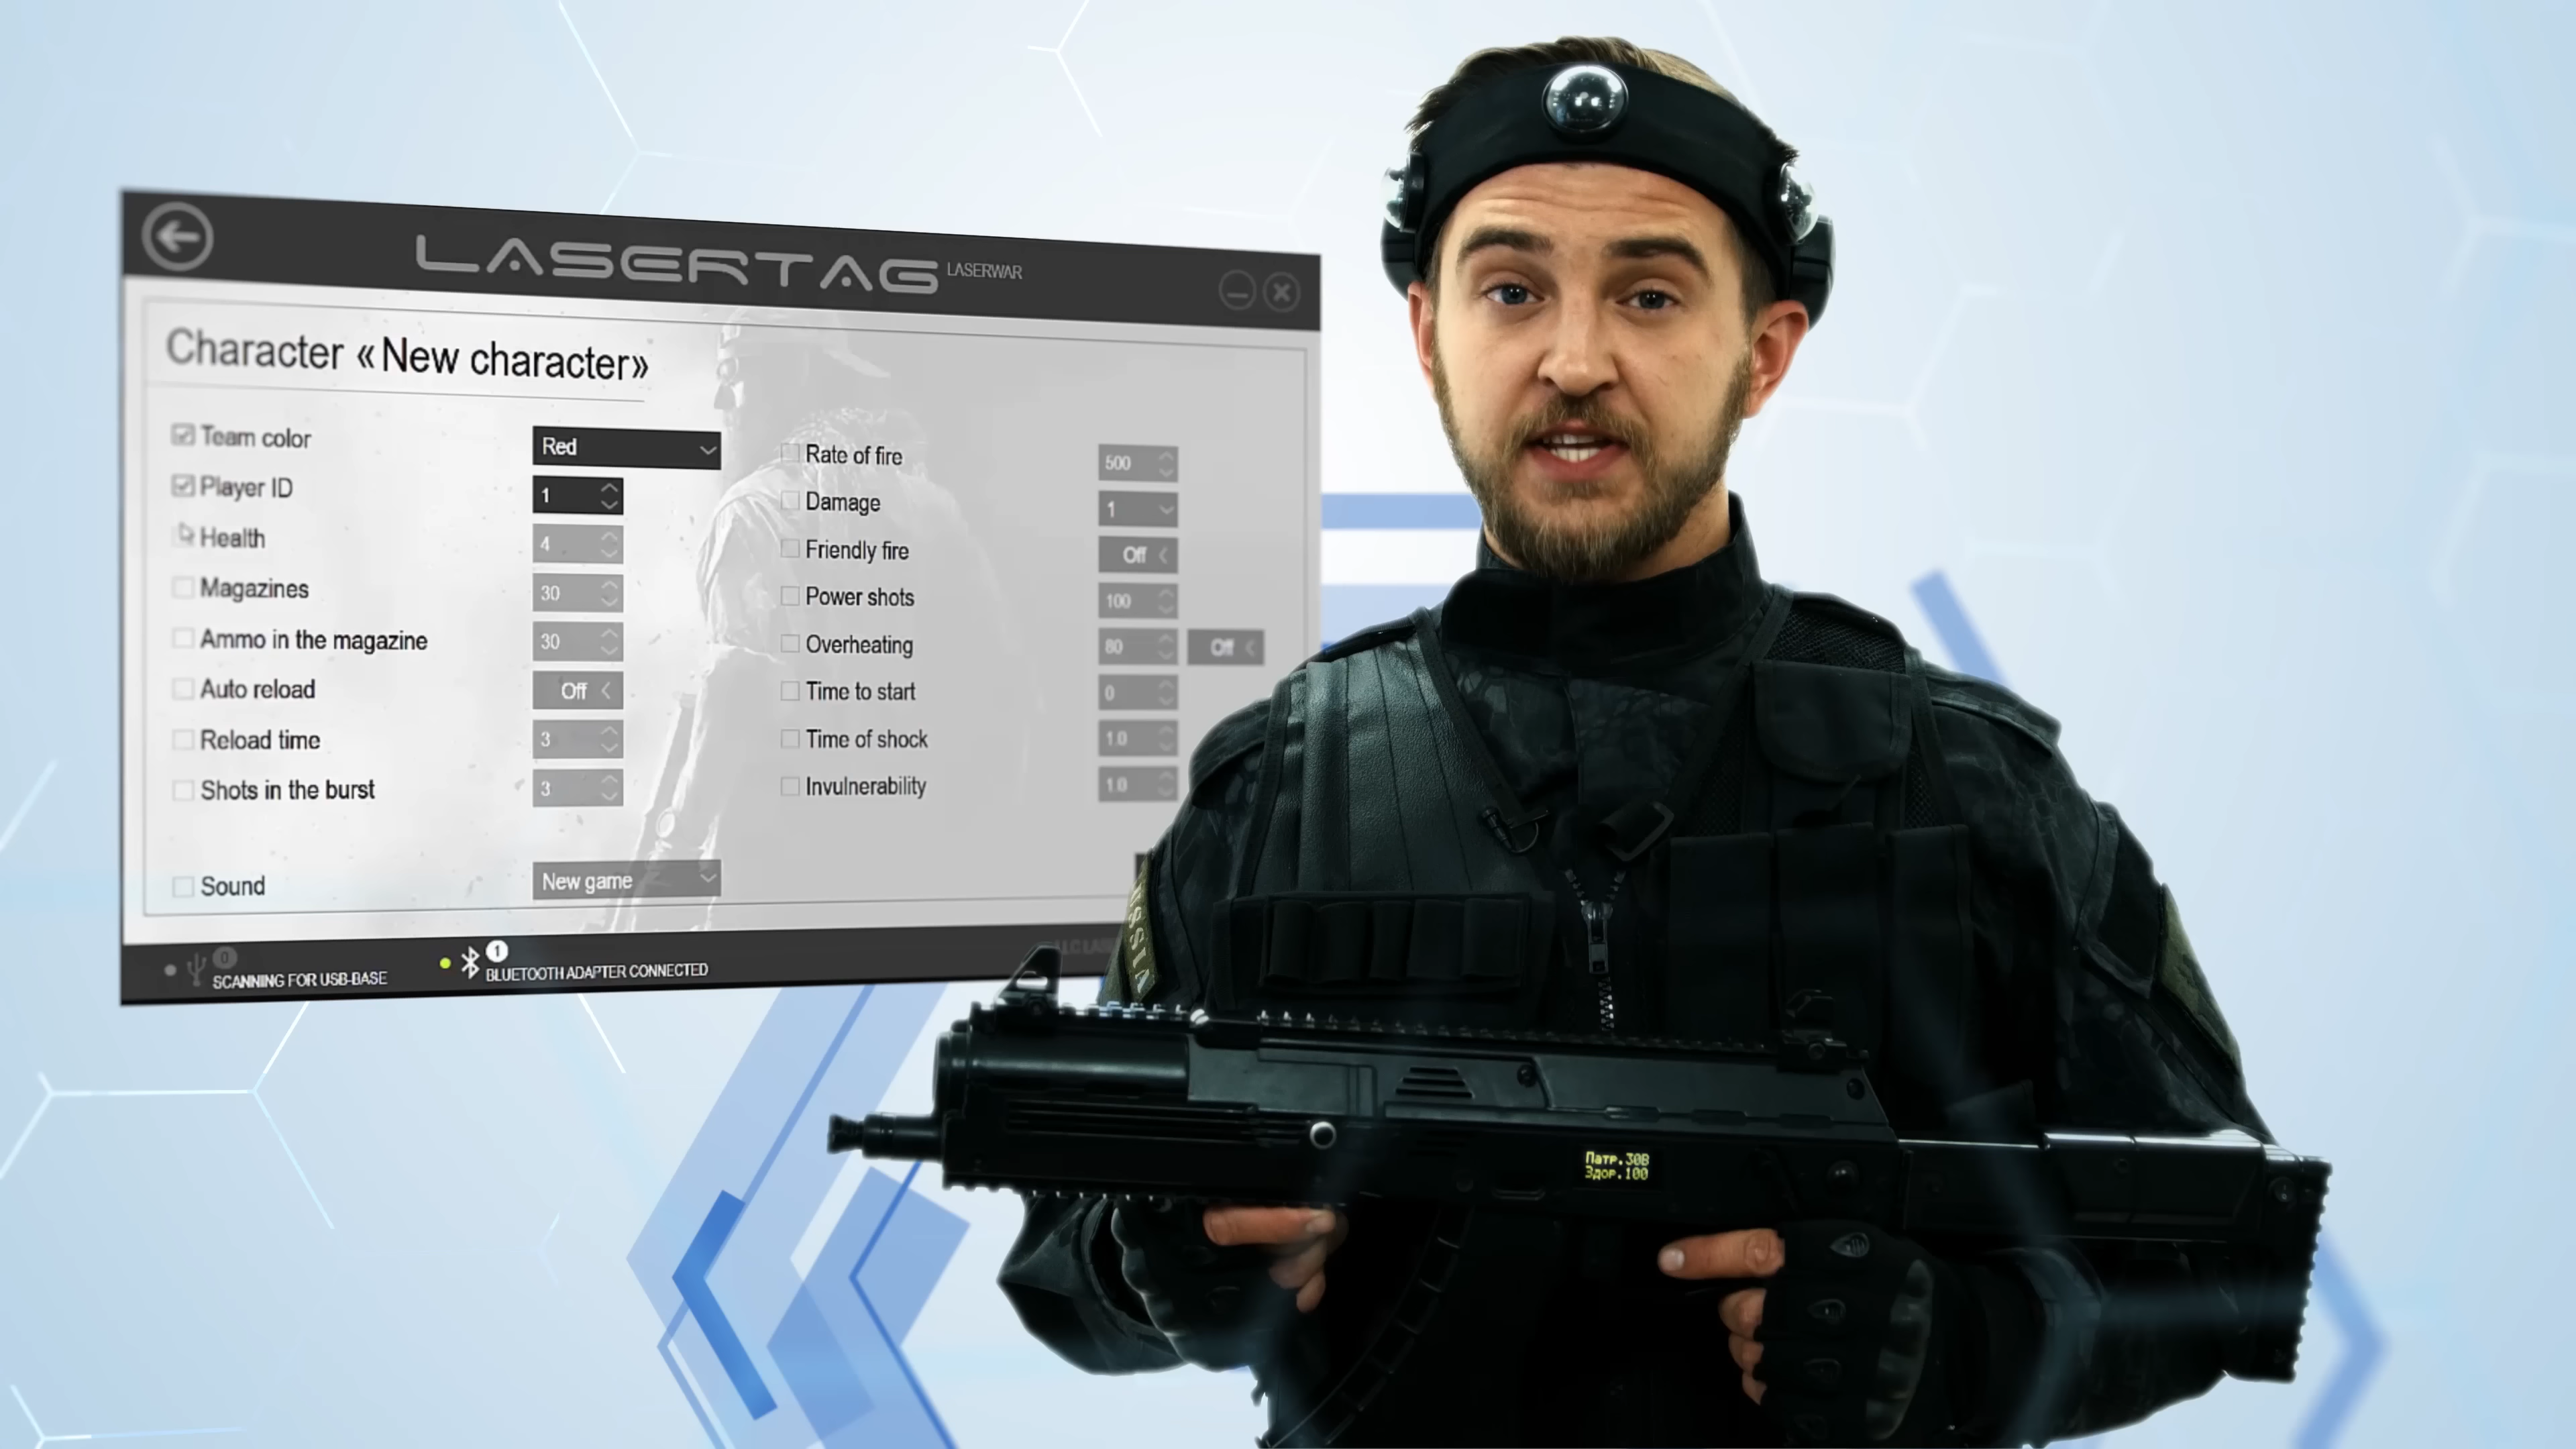 LASERTAG LASERWAR
Character «New character»
Team color Red
Player ID 1
Health 4
Magazines 30
Ammo in the magazine 30
Auto reload Off
Reload time 3
Shots in the burst 3
Sound New game
Rate of fire 500
Damage 1
Friendly fire Off
Power shots 100
Overheating 80 Off
Time to start 0
Time of shock 1.0
Invulnerability 1.0
0
SCANNING FOR USB-BASE
1
BLUETOOTH ADAPTER CONNECTED
Патр.30В
Здор.100